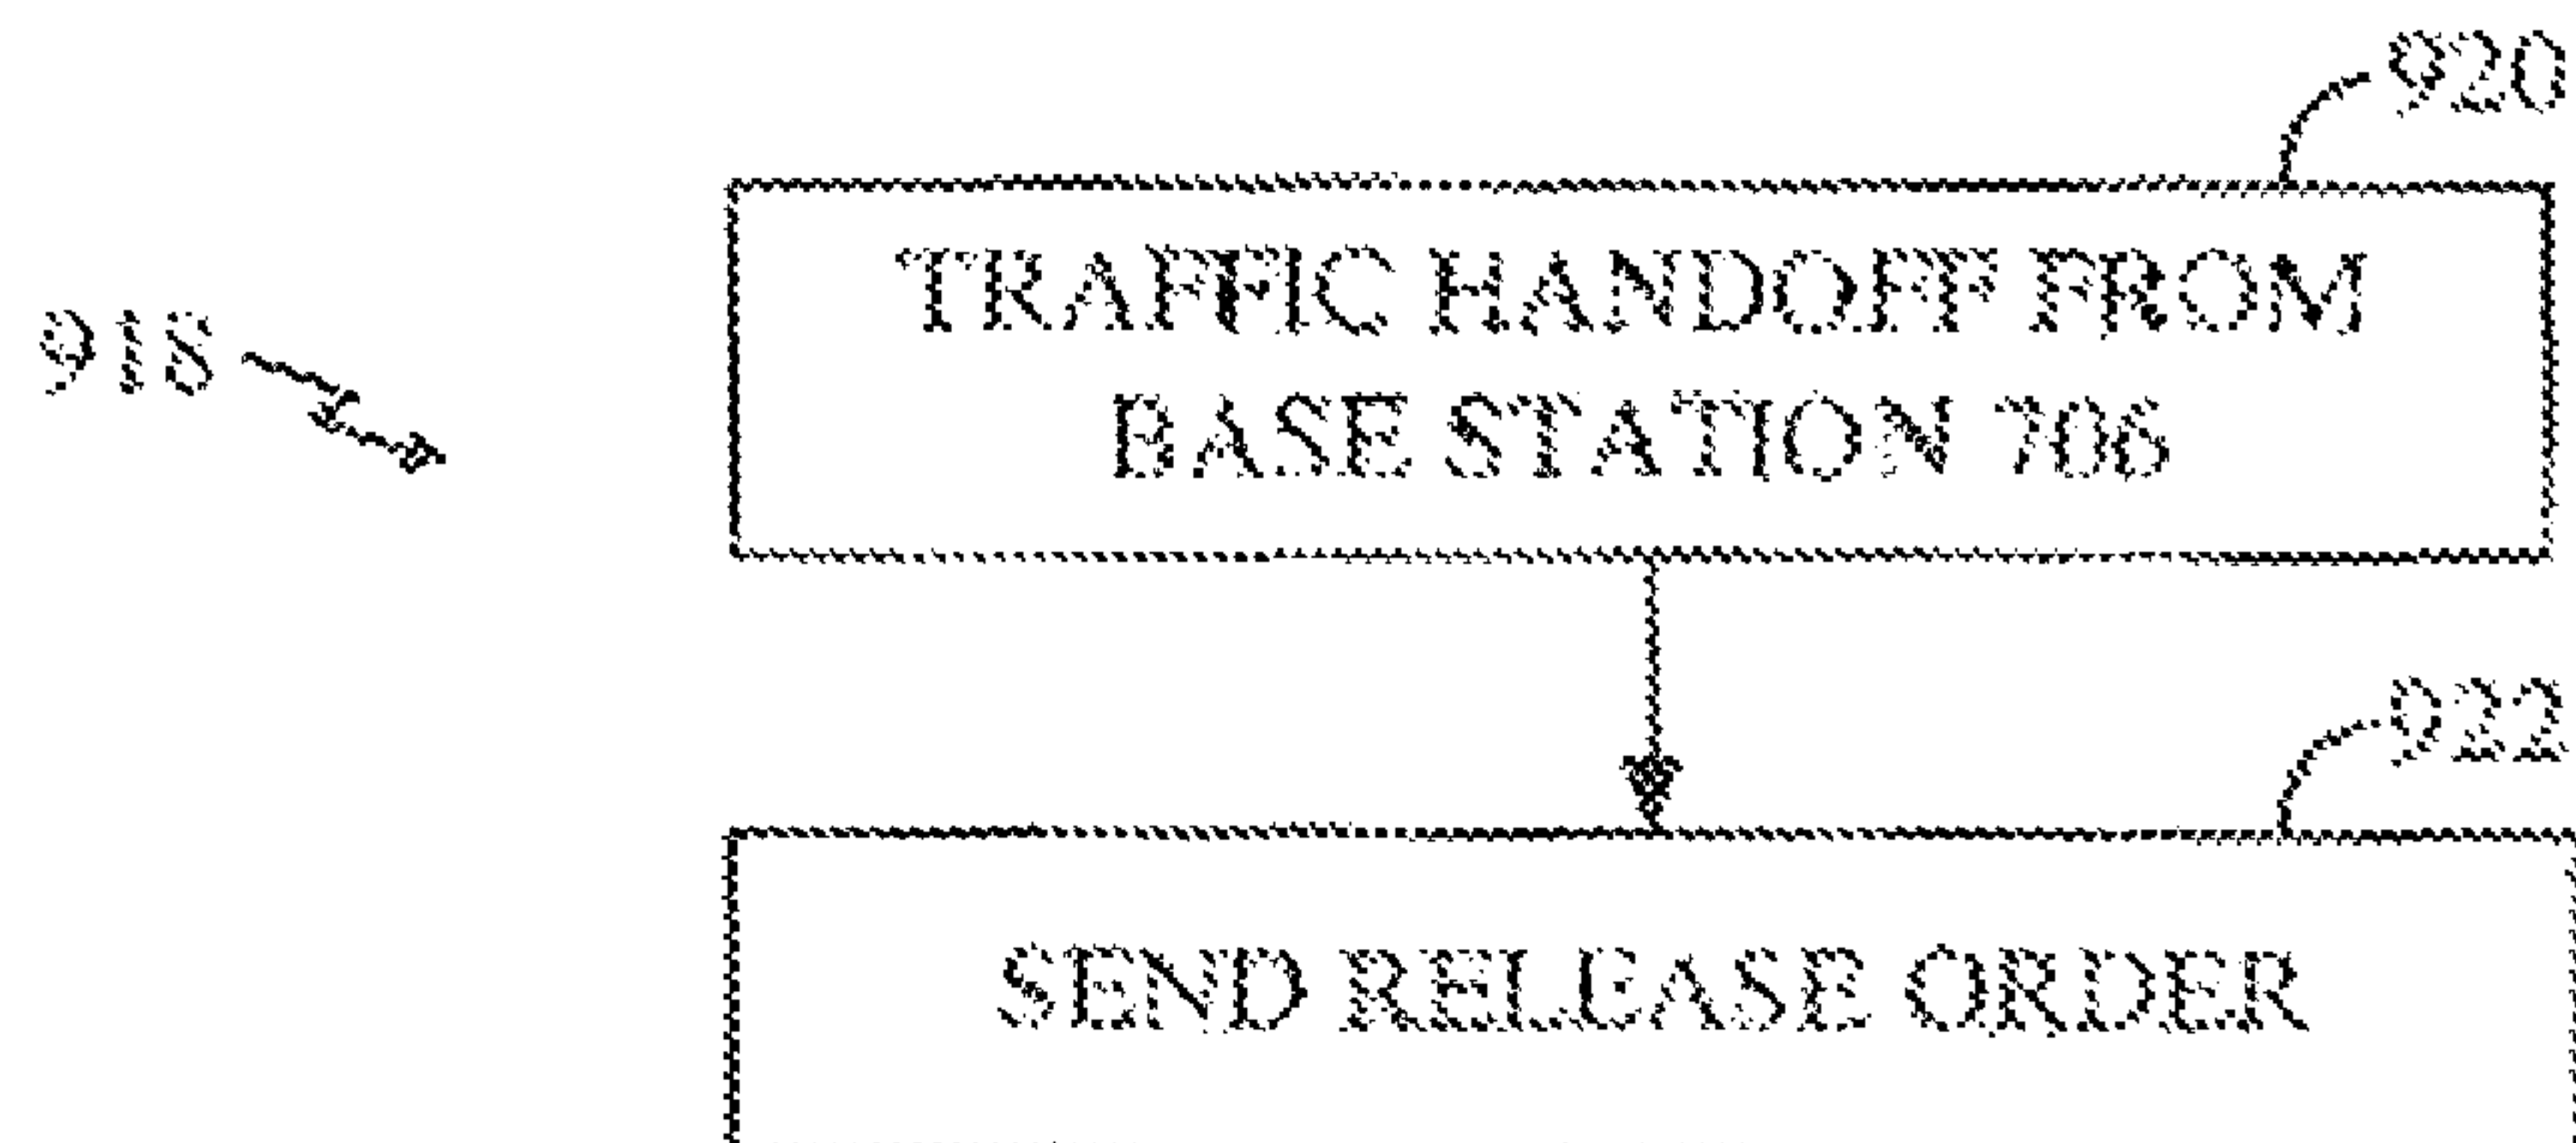 920
TRAFFIC HANDOFF FROM
BASE STATION 706
918
922
SEND RELEASE ORDER